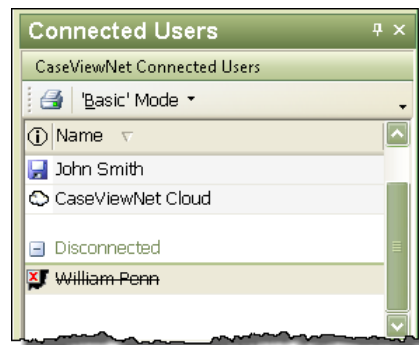 Connected Users
CaseViewNet Connected Users
'Basic' Mode
Name
John Smith
CaseViewNet Cloud
Disconnected
William Penn